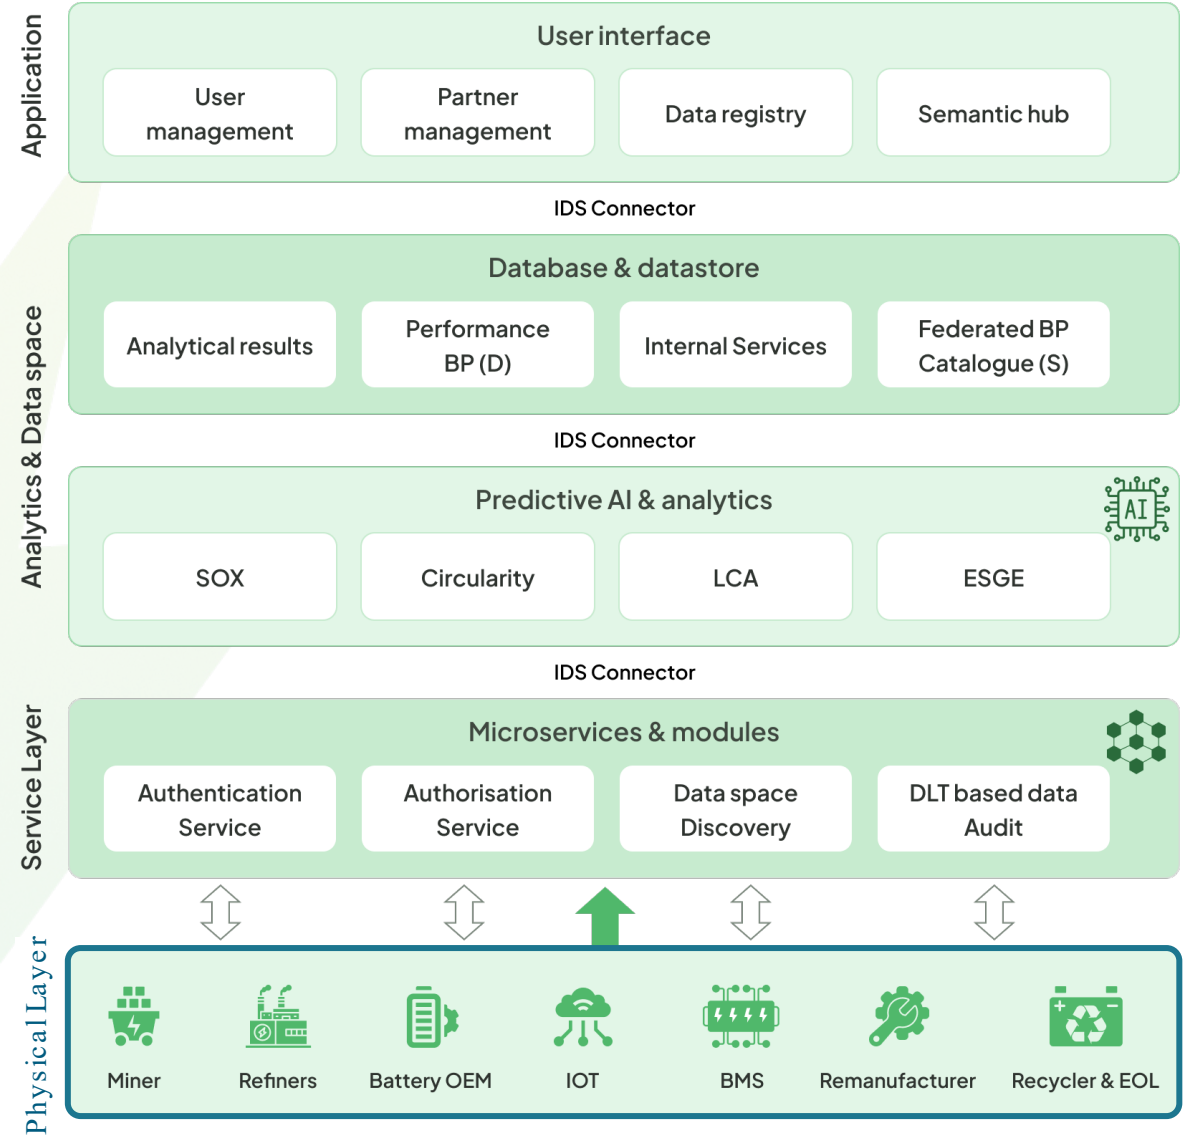 Application
User interface
User
management
Partner
management
Data registry
Semantic hub
IDS Connector
Analytics & Data space
Database & datastore
Analytical results
Performance
BP (D)
Internal Services
Federated BP
Catalogue (S)
IDS Connector
Predictive AI & analytics
AI
SOX
Circularity
LCA
ESGE
IDS Connector
Service Layer
Microservices & modules
Authentication
Service
Authorisation
Service
Data space
Discovery
DLT based data
Audit
Physical Layer
Miner
Refiners
Battery OEM
IOT
BMS
Remanufacturer
Recycler & EOL